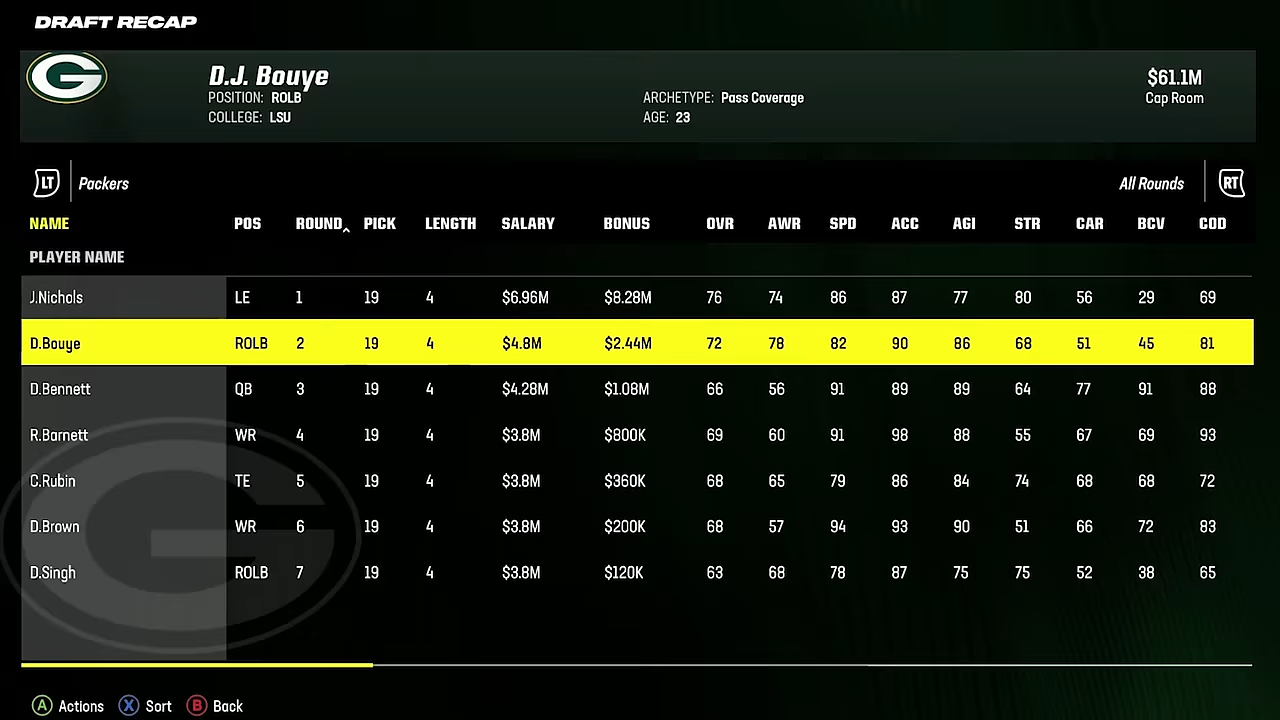 DRAFT RECAP
G
D.J. Bouye
POSITION: ROLB
COLLEGE: LSU
ARCHETYPE: Pass Coverage
AGE: 23
$61.1M
Cap Room
LT Packers
All Rounds RT
NAME POS ROUND PICK LENGTH SALARY BONUS OVR AWR SPD ACC AGI STR CAR BCV COD
PLAYER NAME
J.Nichols LE 1 19 4 $6.96M $8.28M 76 74 86 87 77 80 56 29 69
D.Bouye ROLB 2 19 4 $4.8M $2.44M 72 78 82 90 86 68 51 45 81
D.Bennett QB 3 19 4 $4.28M $1.08M 66 56 91 89 89 64 77 91 88
R.Barnett WR 4 19 4 $3.8M $800K 69 60 91 98 88 55 67 69 93
C.Rubin TE 5 19 4 $3.8M $360K 68 65 79 86 84 74 68 68 72
D.Brown WR 6 19 4 $3.8M $200K 68 57 94 93 90 51 66 72 83
D.Singh ROLB 7 19 4 $3.8M $120K 63 68 78 87 75 75 52 38 65
A Actions X Sort B Back